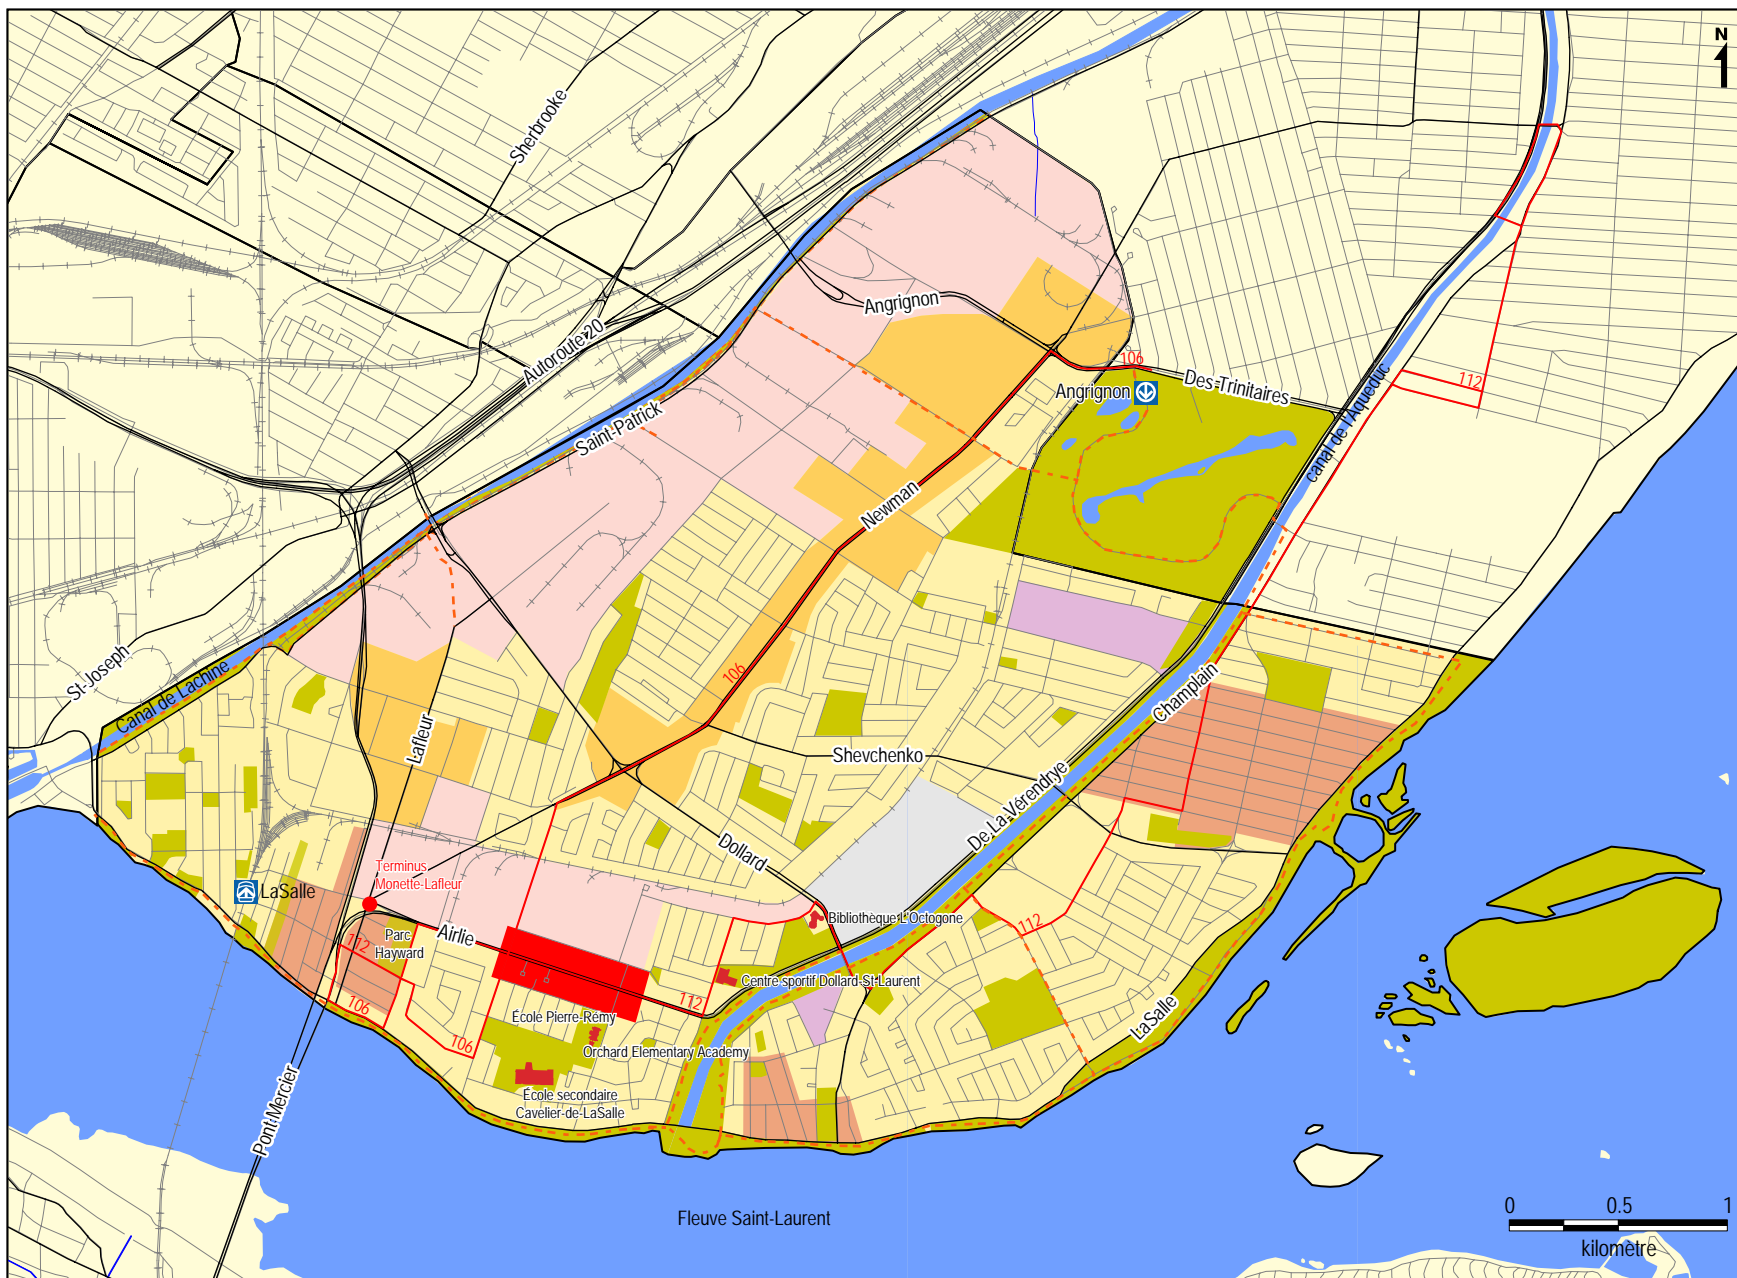 N
Sherbrooke
Angrignon
Autoroute 20
106
Des Trinitaires
Angrignon
112
canal de l'Aqueduc
Saint-Patrick
Newman
St-Joseph
Canal de Lachine
106
Champlain
Lafleur
Shevchenko
De La Vérendrye
Dollard
Terminus
Monette-Lafleur
LaSalle
Bibliothèque L'Octogone
112
Airlie
Parc
Hayward
112
Centre sportif Dollard-St-Laurent
112
106
École Pierre-Rémy
LaSalle
106
Orchard Elementary Academy
École secondaire
Cavelier-de-LaSalle
Pont Mercier
Fleuve Saint-Laurent
0 0.5 1
kilomètre